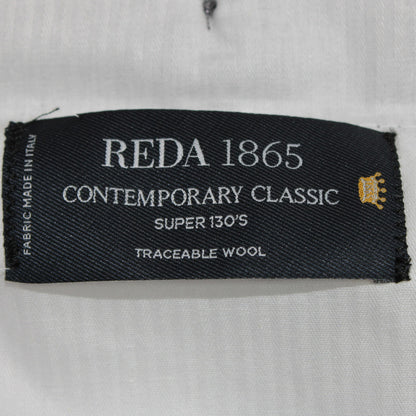 REDA 1865
CONTEMPORARY CLASSIC
SUPER 130'S
TRACEABLE WOOL
FABRIC MADE IN ITALY